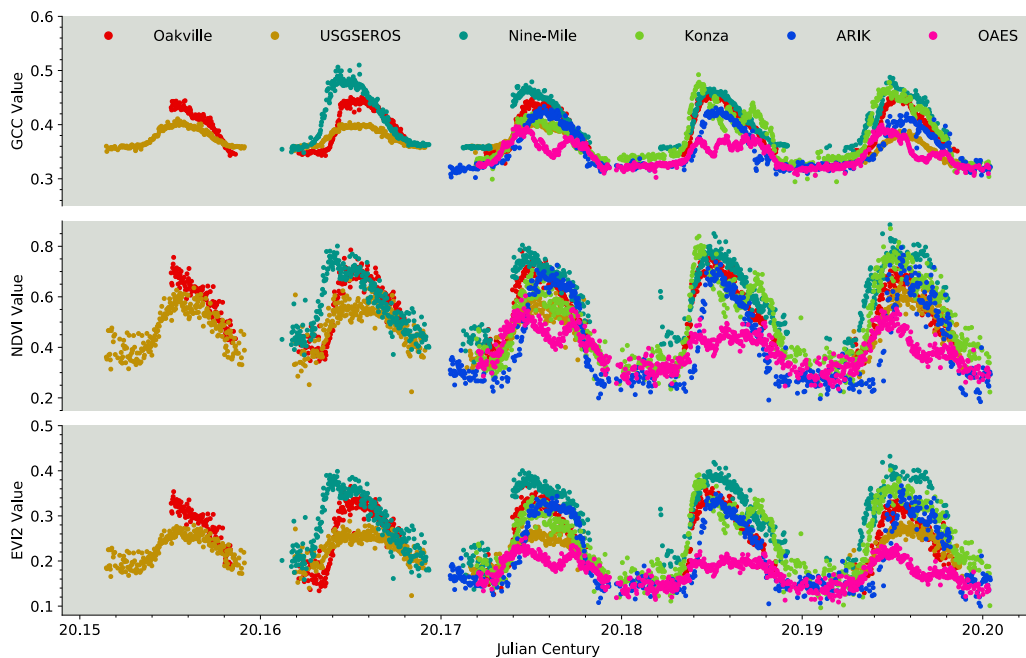 Oakville USGSEROS Nine-Mile Konza ARIK OAES
GCC Value
0.6
0.5
0.4
0.3
NDVI Value
0.8
0.6
0.4
0.2
EVI2 Value
0.5
0.4
0.3
0.2
0.1
20.15 20.16 20.17 20.18 20.19 20.20
Julian Century